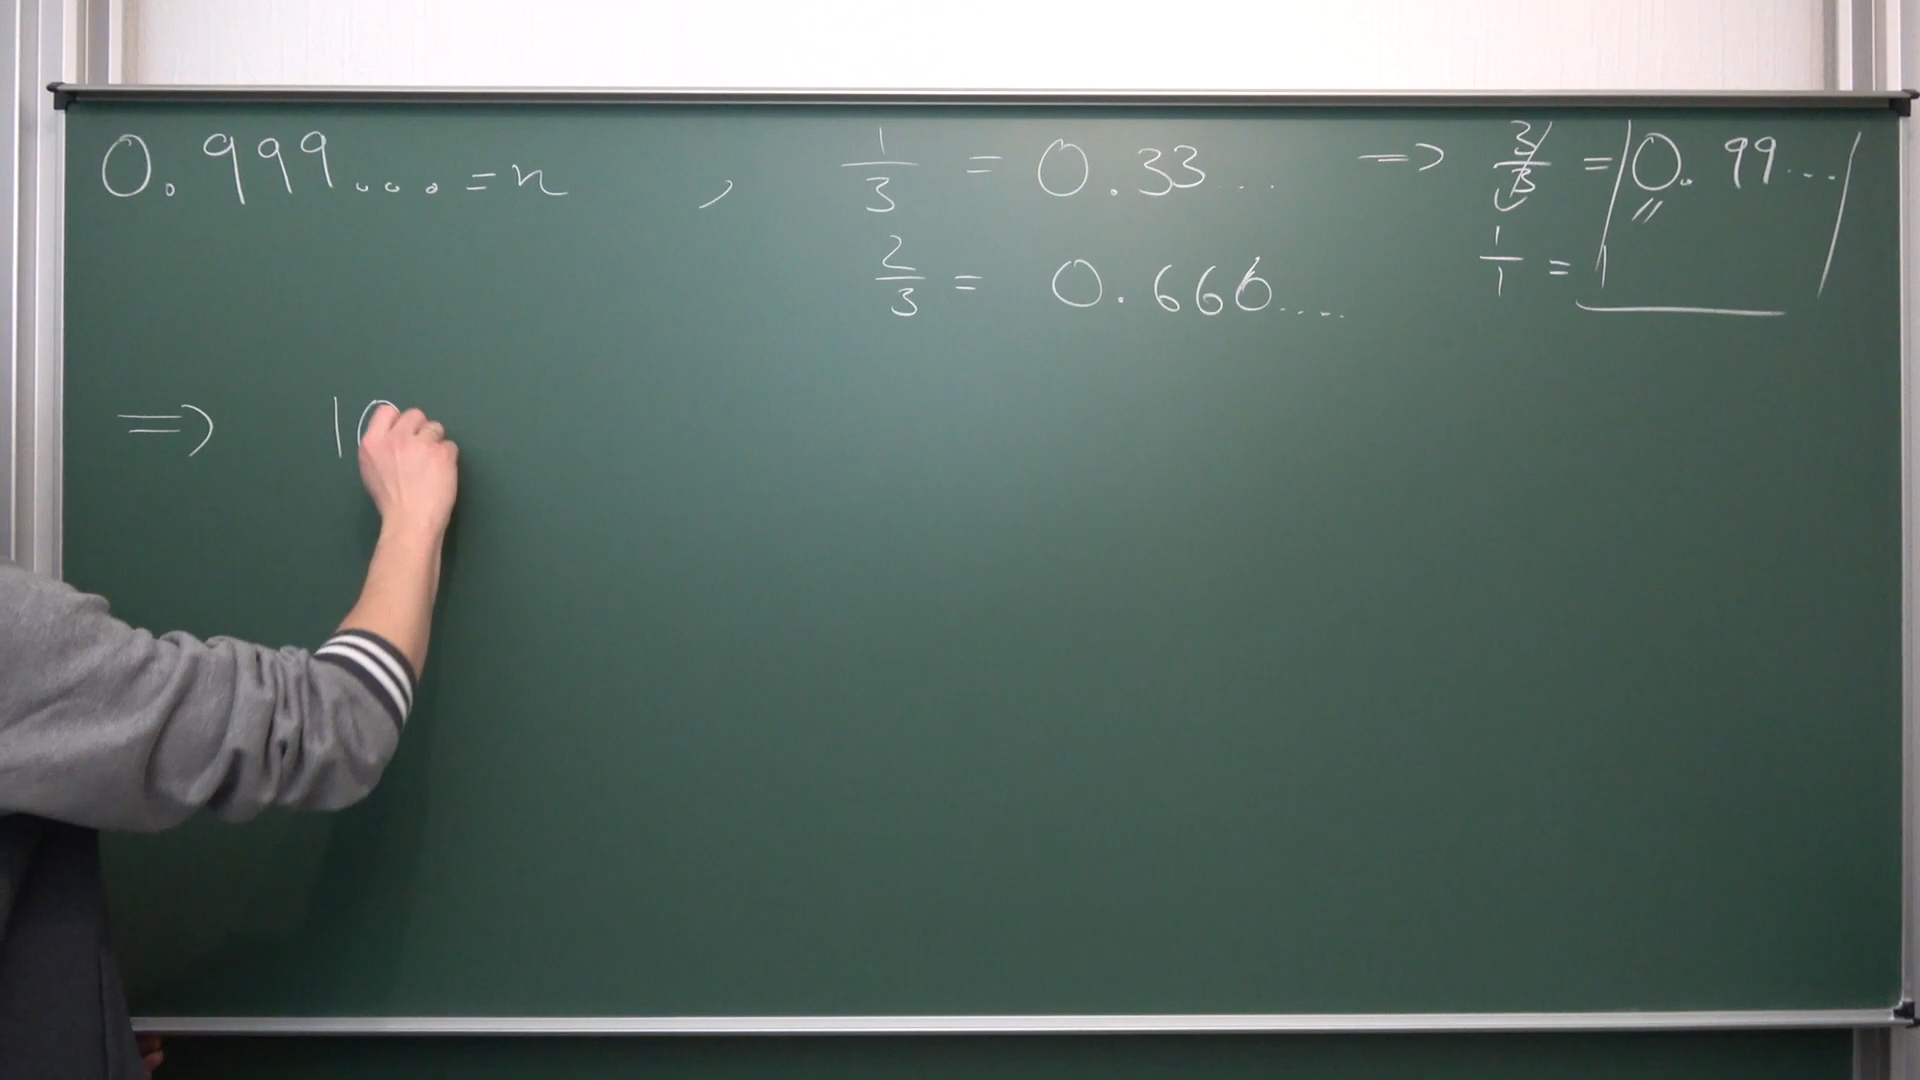 0.999... = n , 1/3 = 0.33... => 3/3 = 0.99...
2/3 = 0.666.... 1/1 = 1
=> 10